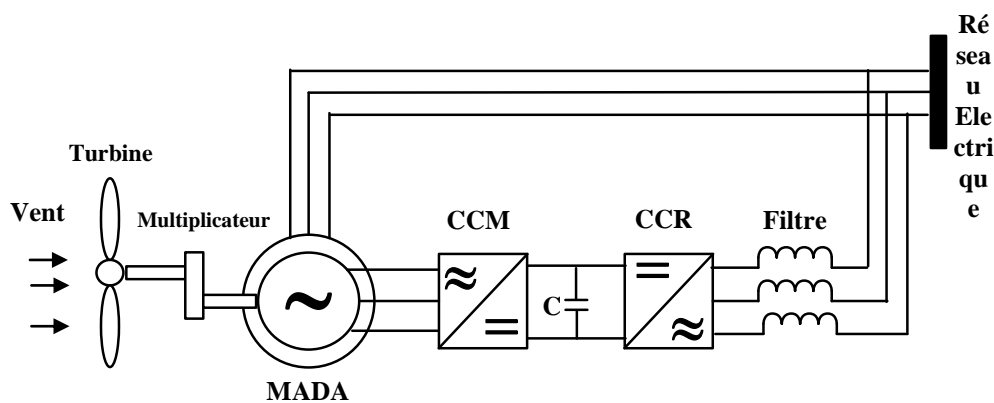 Ré
sea
u
Ele
ctri
qu
e
Turbine
Vent
Multiplicateur
CCM
CCR
Filtre
C
MADA